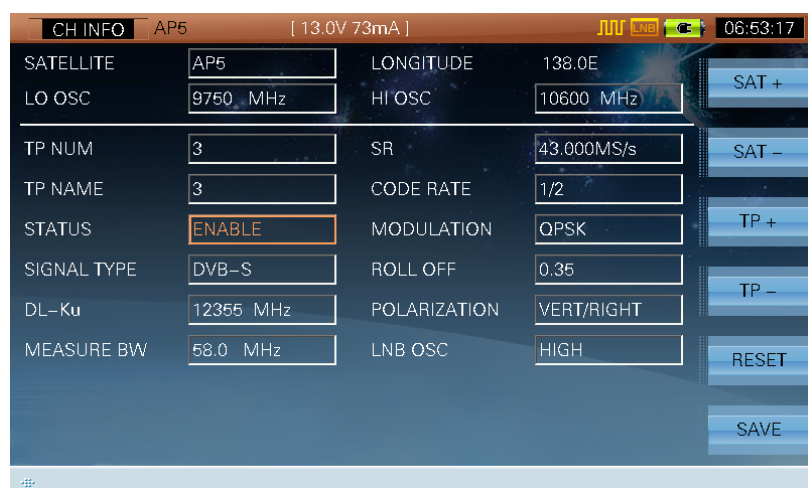 CH INFO AP5 [ 13.0V 73mA ] LNB 06:53:17
SATELLITE AP5 LONGITUDE 138.0E
SAT +
LO OSC 9750 MHz HI OSC 10600 MHz
TP NUM 3 SR 43.000MS/s SAT –
TP NAME 3 CODE RATE 1/2
STATUS ENABLE MODULATION QPSK TP +
SIGNAL TYPE DVB–S ROLL OFF 0.35
TP –
DL–Ku 12355 MHz POLARIZATION VERT/RIGHT
MEASURE BW 58.0 MHz LNB OSC HIGH RESET
SAVE